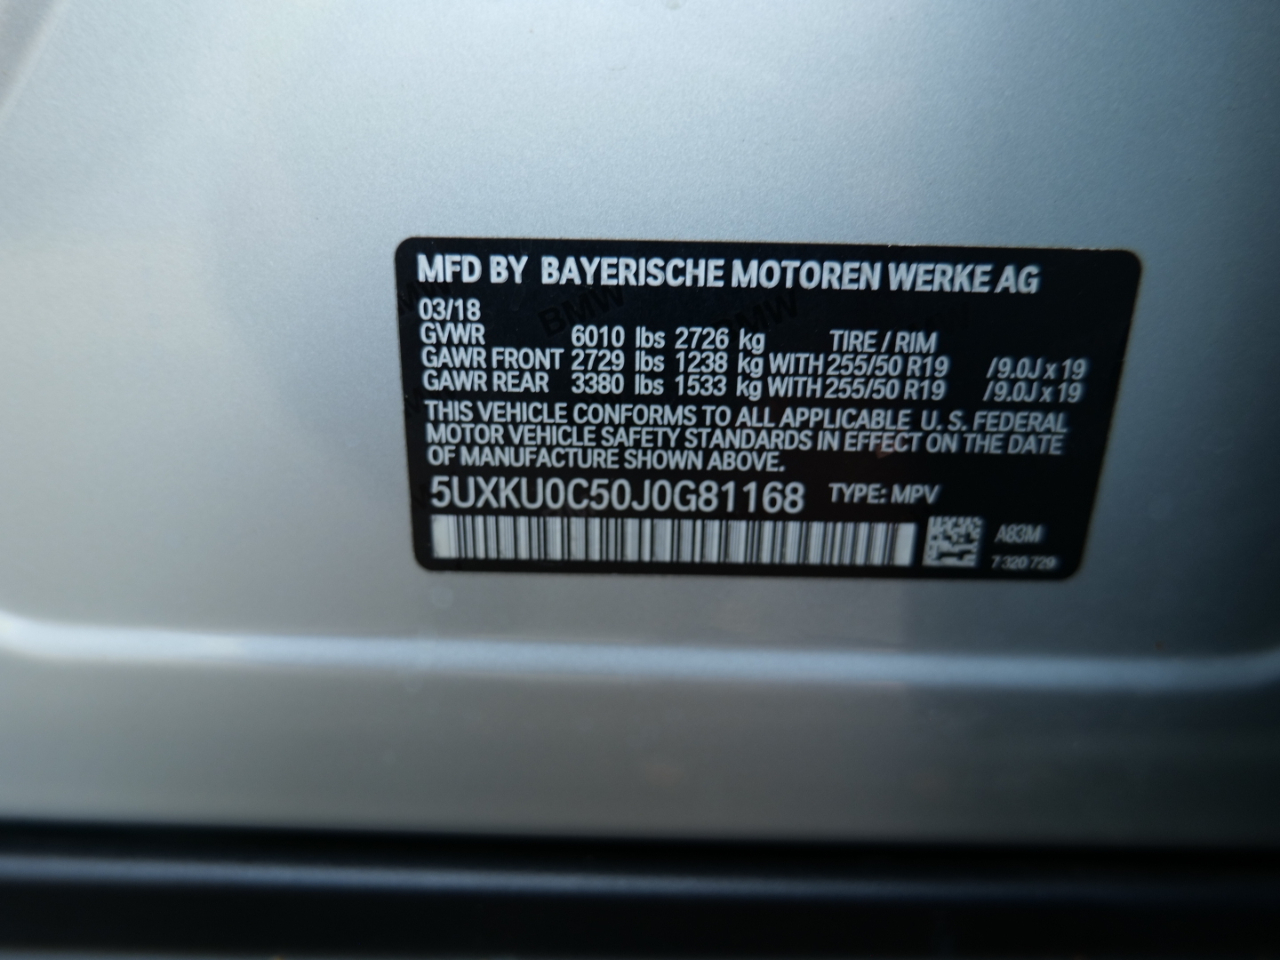 MFD BY BAYERISCHE MOTOREN WERKE AG
03/18
GVWR 6010 lbs 2726 kg TIRE / RIM
GAWR FRONT 2729 lbs 1238 kg WITH 255/50 R19 /9.0J x 19
GAWR REAR 3380 lbs 1533 kg WITH 255/50 R19 /9.0J x 19
THIS VEHICLE CONFORMS TO ALL APPLICABLE U. S. FEDERAL
MOTOR VEHICLE SAFETY STANDARDS IN EFFECT ON THE DATE
OF MANUFACTURE SHOWN ABOVE.
5UXKU0C50J0G81168 TYPE: MPV
A83M
7 320 729